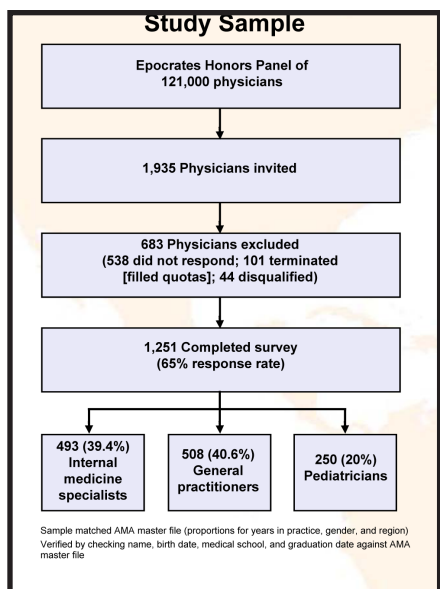 Study Sample
Epocrates Honors Panel of
121,000 physicians
1,935 Physicians invited
683 Physicians excluded
(538 did not respond; 101 terminated
[filled quotas]; 44 disqualified)
1,251 Completed survey
(65% response rate)
493 (39.4%)
Internal
medicine
specialists
508 (40.6%)
General
practitioners
250 (20%)
Pediatricians
Sample matched AMA master file (proportions for years in practice, gender, and region)
Verified by checking name, birth date, medical school, and graduation date against AMA
master file